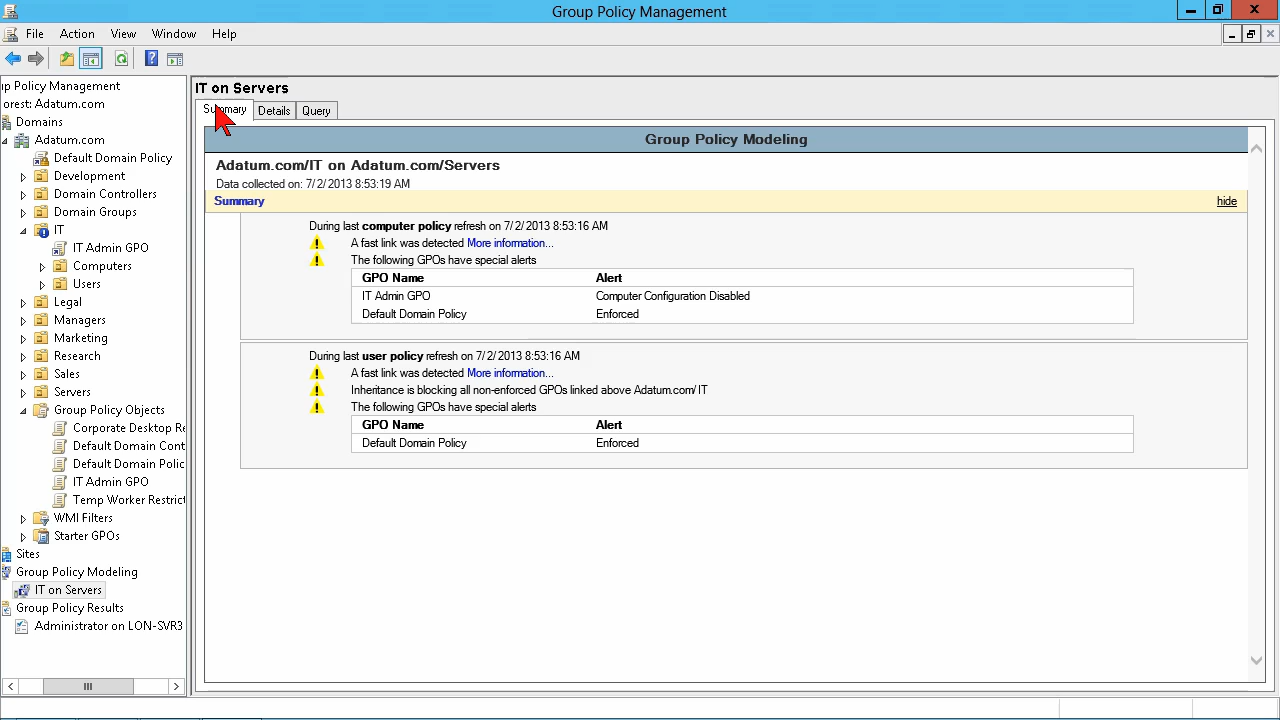 Group Policy Management
File Action View Window Help
p Policy Management
orest: Adatum.com
Domains
Adatum.com
Default Domain Policy
Development
Domain Controllers
Domain Groups
IT
IT Admin GPO
Computers
Users
Legal
Managers
Marketing
Research
Sales
Servers
Group Policy Objects
Corporate Desktop Re
Default Domain Cont
Default Domain Polic
IT Admin GPO
Temp Worker Restrict
WMI Filters
Starter GPOs
Sites
Group Policy Modeling
IT on Servers
Group Policy Results
Administrator on LON-SVR3
IT on Servers
Summary Details Query
Group Policy Modeling
Adatum.com/IT on Adatum.com/Servers
Data collected on: 7/2/2013 8:53:19 AM
Summary hide
During last computer policy refresh on 7/2/2013 8:53:16 AM
A fast link was detected More information...
The following GPOs have special alerts
GPO Name Alert
IT Admin GPO Computer Configuration Disabled
Default Domain Policy Enforced
During last user policy refresh on 7/2/2013 8:53:16 AM
A fast link was detected More information...
Inheritance is blocking all non-enforced GPOs linked above Adatum.com/IT
The following GPOs have special alerts
GPO Name Alert
Default Domain Policy Enforced